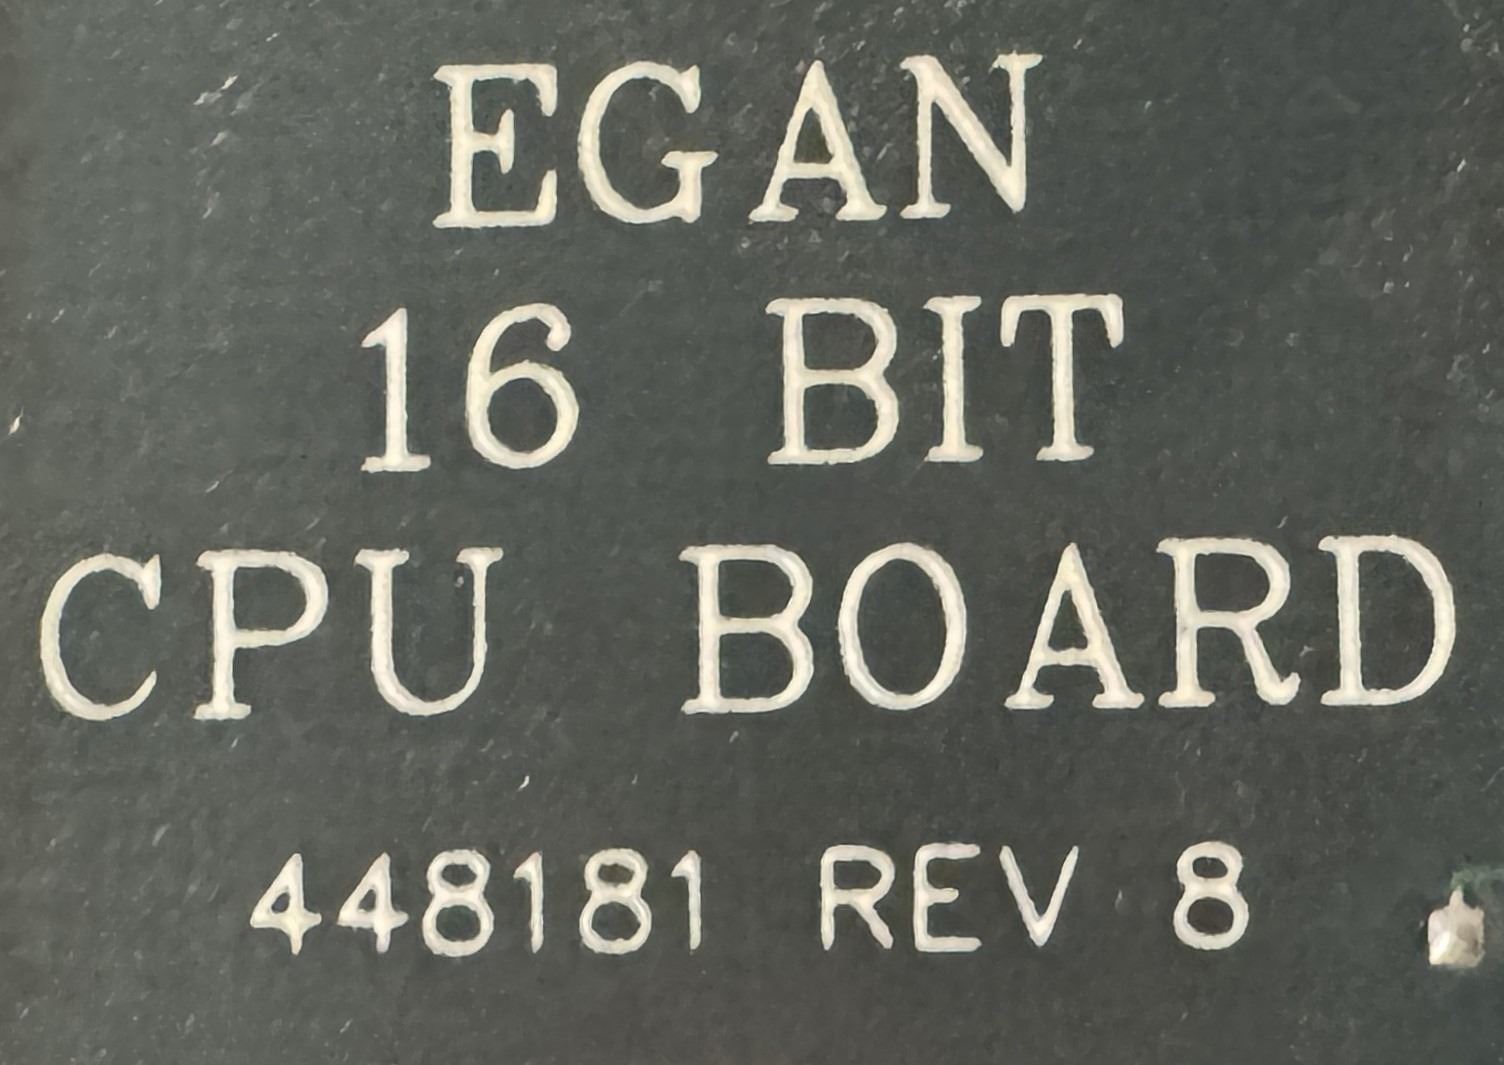 EGAN
16 BIT
CPU BOARD
448181 REV 8